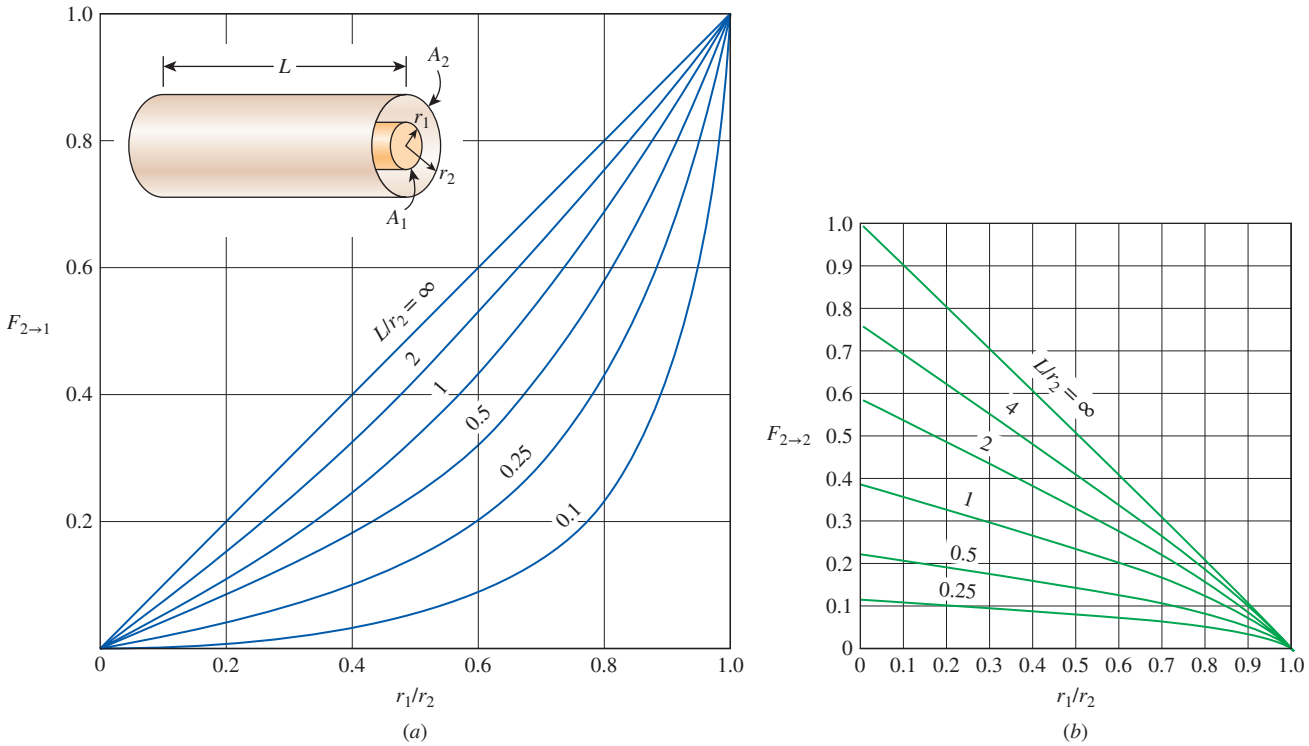 1.0
0.8
0.6
0.4
0.2
F₂→₁
L
A₂
r₁
r₂
A₁
L/r₂ = ∞
2
1
0.5
0.25
0.1
0 0.2 0.4 0.6 0.8 1.0
r₁/r₂
(a)
1.0
0.9
0.8
0.7
0.6
0.5
0.4
0.3
0.2
0.1
0
F₂→₂
L/r₂ = ∞
4
2
1
0.5
0.25
0 0.1 0.2 0.3 0.4 0.5 0.6 0.7 0.8 0.9 1.0
r₁/r₂
(b)